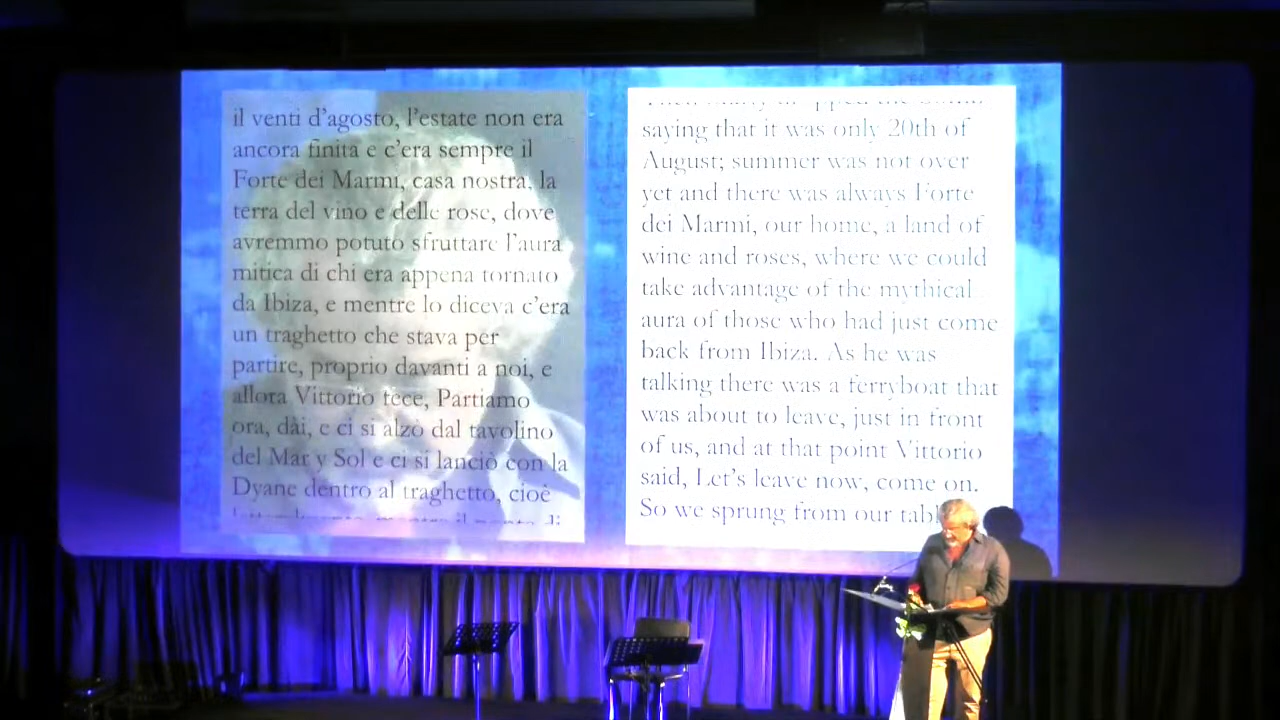 il venti d'agosto, l'estate non era
ancora finita e c'era sempre il
Forte dei Marmi, casa nostra, la
terra del vino e delle rose, dove
avremmo potuto sfruttare l'aura
mitica di chi era appena tornato
da Ibiza, e mentre lo diceva c'era
un traghetto che stava per
partire, proprio davanti a noi, e
allora Vittorio fece, Partiamo
ora, dài, e ci si alzò dal tavolino
del Mar y Sol e ci si lanciò con la
Dyane dentro al traghetto, cioè
saying that it was only 20th of
August; summer was not over
yet and there was always Forte
dei Marmi, our home, a land of
wine and roses, where we could
take advantage of the mythical
aura of those who had just come
back from Ibiza. As he was
talking there was a ferryboat that
was about to leave, just in front
of us, and at that point Vittorio
said, Let's leave now, come on.
So we sprung from our